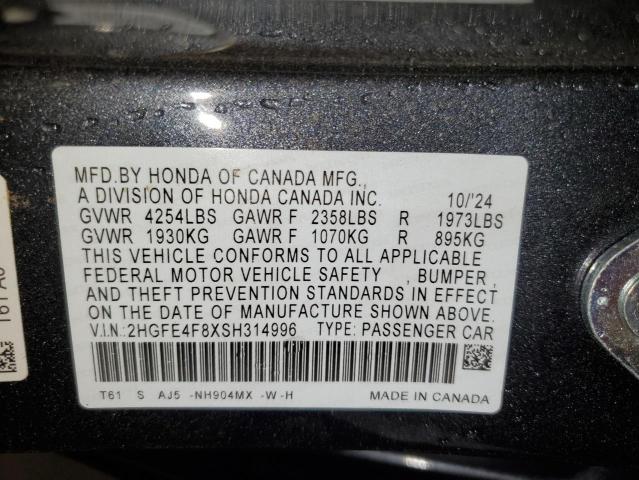 MFD.BY HONDA OF CANADA MFG.,
A DIVISION OF HONDA CANADA INC. 10/'24
GVWR 4254LBS GAWR F 2358LBS R 1973LBS
GVWR 1930KG GAWR F 1070KG R 895KG
THIS VEHICLE CONFORMS TO ALL APPLICABLE
FEDERAL MOTOR VEHICLE SAFETY , BUMPER,
AND THEFT PREVENTION STANDARDS IN EFFECT
ON THE DATE OF MANUFACTURE SHOWN ABOVE.
V.I.N.:2HGFE4F8XSH314996 TYPE:PASSENGER CAR
T61 S AJ5 -NH904MX -W-H MADE IN CANADA